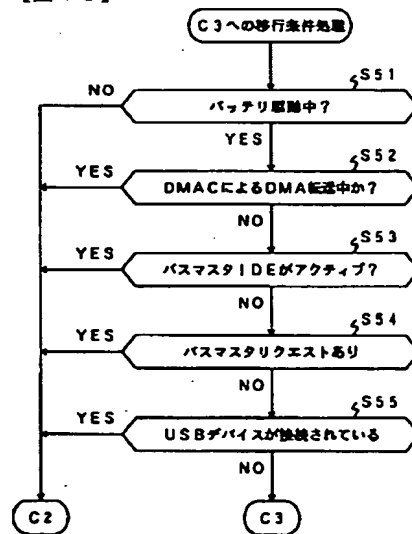 C3への移行条件処理
S51
NO
バッテリ駆動中?
YES
S52
YES
DMACによるDMA転送中か?
NO
S53
YES
バスマスタIDEがアクティブ?
NO
S54
YES
バスマスタリクエストあり
NO
S55
YES
USBデバイスが接続されている
NO
C2
C3